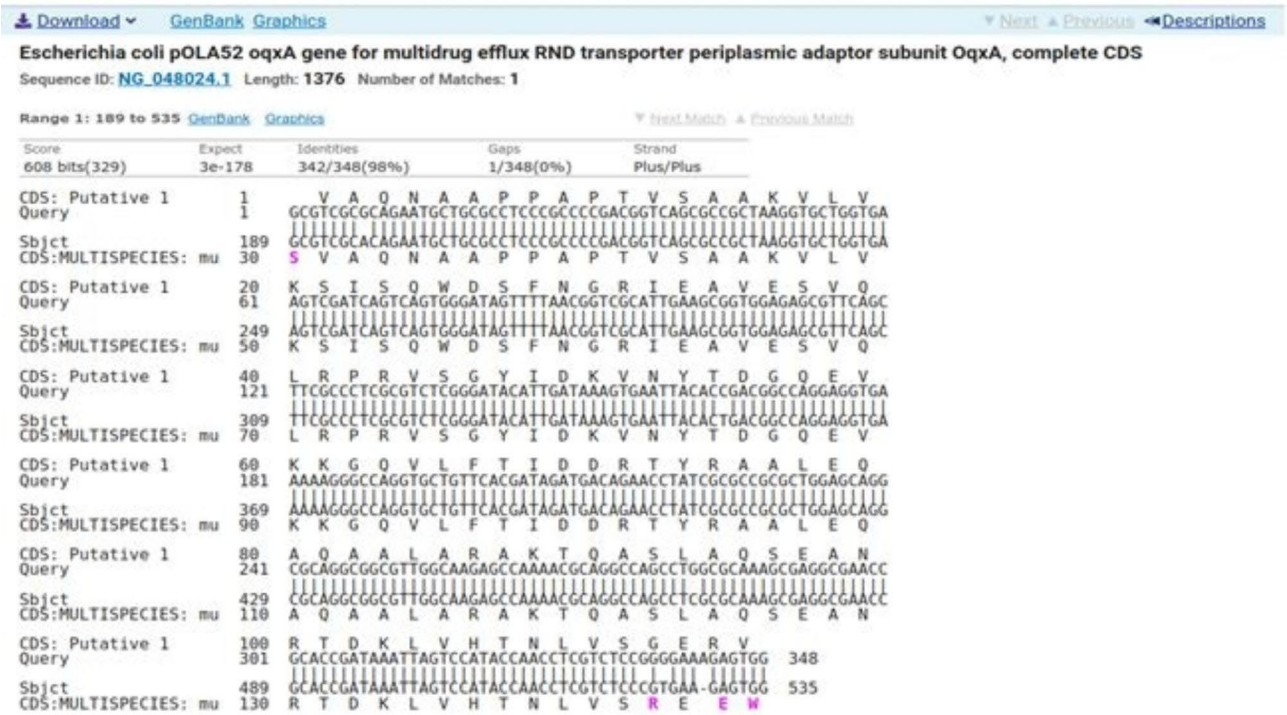 Download GenBank Graphics Next Previous Descriptions
Escherichia coli pOLA52 oqxA gene for multidrug efflux RND transporter periplasmic adaptor subunit OqxA, complete CDS
Sequence ID: NG_048024.1 Length: 1376 Number of Matches: 1
Range 1: 189 to 535 GenBank Graphics Next Match Previous Match
Score Expect Identities Gaps Strand
608 bits(329) 3e-178 342/348(98%) 1/348(0%) Plus/Plus
CDS: Putative 1 1 V A Q N A A P P A P T V S A A K V L V
Query 1 GCGTCGCGCAGAATGCTGCGCCTCCCGCCCCGACGGTCAGCGCCGCTAAGGTGCTGGTGA
Sbjct 189 GCGTCGCACAGAATGCTGCGCCTCCCGCCCCGACGGTCAGCGCCGCTAAGGTGCTGGTGA
CDS:MULTISPECIES: mu 30 S V A Q N A A P P A P T V S A A K V L V
CDS: Putative 1 20 K S I S Q W D S F N G R I E A V E S V Q
Query 61 AGTCGATCAGTCAGTGGGATAGTTTTAACGGTCGCATTGAAGCGGTGGAGAGCGTTCAGC
Sbjct 249 AGTCGATCAGTCAGTGGGATAGTTTTAACGGTCGCATTGAAGCGGTGGAGAGCGTTCAGC
CDS:MULTISPECIES: mu 50 K S I S Q W D S F N G R I E A V E S V Q
CDS: Putative 1 40 L R P R V S G Y I D K V N Y T D G Q E V
Query 121 TTCGCCCTCGCGTCTCGGGATACATTGATAAAGTGAATTACACCGACGGCCAGGAGGTGA
Sbjct 309 TTCGCCCTCGCGTCTCGGGATACATTGATAAAGTGAATTACACTGACGGCCAGGAGGTGA
CDS:MULTISPECIES: mu 70 L R P R V S G Y I D K V N Y T D G Q E V
CDS: Putative 1 60 K K G Q V L F T I D D R T Y R A A L E Q
Query 181 AAAAGGGCCAGGTGCTGTTCACGATAGATGACAGAACCTATCGCGCCGCGCTGGAGCAGG
Sbjct 369 AAAAGGGCCAGGTGCTGTTCACGATAGATGACAGAACCTATCGCGCCGCGCTGGAGCAGG
CDS:MULTISPECIES: mu 90 K K G Q V L F T I D D R T Y R A A L E Q
CDS: Putative 1 80 A Q A A L A R A K T Q A S L A Q S E A N
Query 241 CGCAGGCGGCGTTGGCAAGAGCCAAAACGCAGGCCAGCCTGGCGCAAAGCGAGGCGAACC
Sbjct 429 CGCAGGCGGCGTTGGCAAGAGCCAAAACGCAGGCCAGCCTCGCGCAAAGCGAGGCGAACC
CDS:MULTISPECIES: mu 110 A Q A A L A R A K T Q A S L A Q S E A N
CDS: Putative 1 100 R T D K L V H T N L V S G E R V
Query 301 GCACCGATAAATTAGTCCATACCAACCTCGTCTCCGGGGAAAGAGTGG 348
Sbjct 489 GCACCGATAAATTAGTCCATACCAACCTCGTCTCCCGTGAA-GAGTGG 535
CDS:MULTISPECIES: mu 130 R T D K L V H T N L V S R E E W